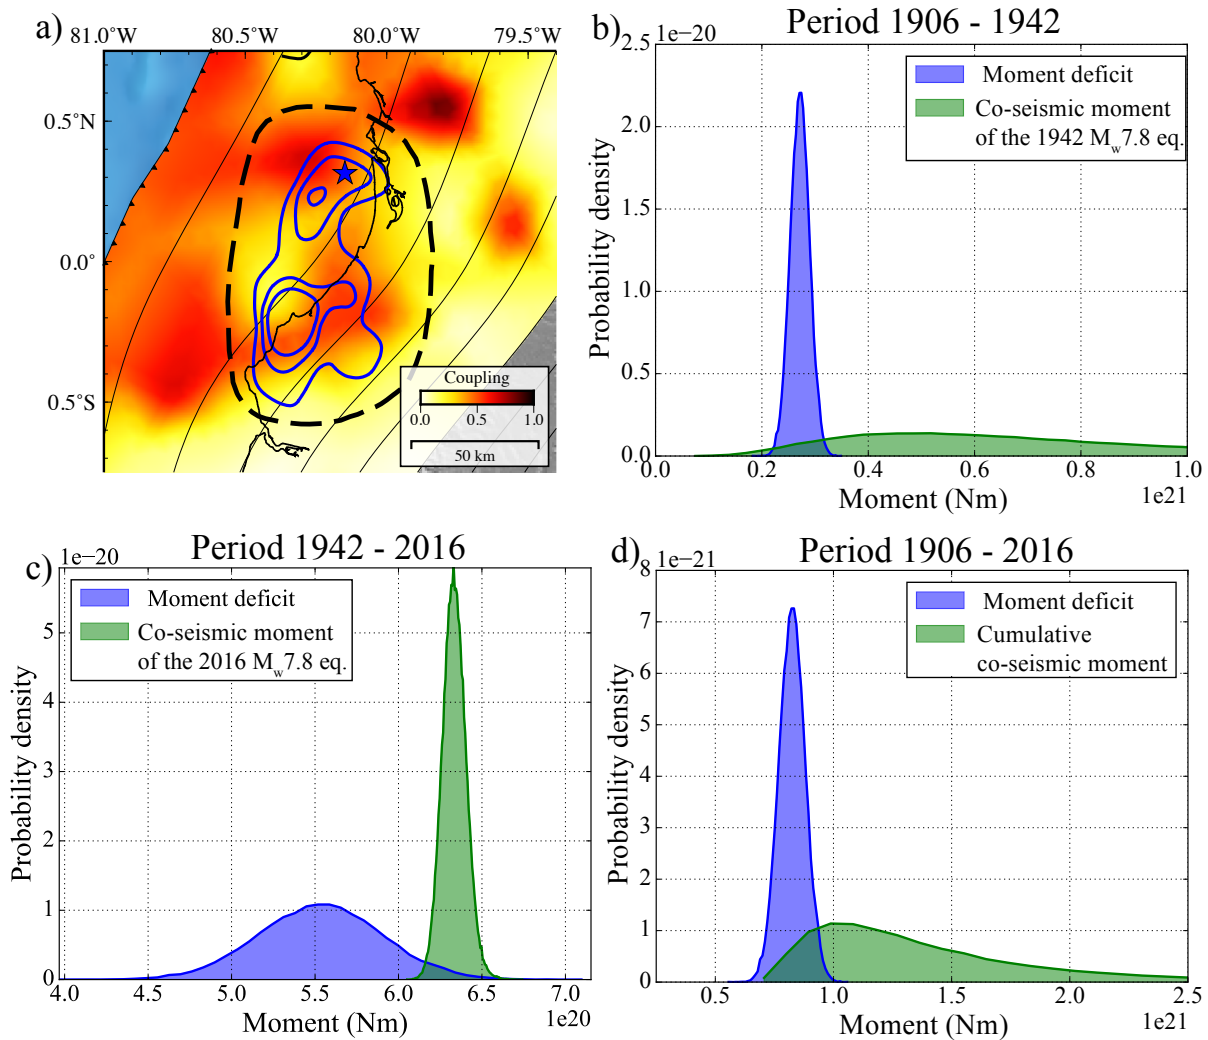 a)
81.0°W 80.5°W 80.0°W 79.5°W
0.5°N
0.0°
0.5°S
Coupling
0.0 0.5 1.0
50 km
b)
Period 1906 - 1942
1e−20
2.5
2.0
1.5
1.0
0.5
0.0
Probability density
Moment deficit
Co-seismic moment
of the 1942 Mw7.8 eq.
0.0 0.2 0.4 0.6 0.8 1.0
Moment (Nm)
1e21
c)
1e−20
Period 1942 - 2016
Moment deficit
Co-seismic moment
of the 2016 Mw7.8 eq.
5
4
3
2
1
0
Probability density
4.0 4.5 5.0 5.5 6.0 6.5 7.0
Moment (Nm)
1e20
d)
1e−21
Period 1906 - 2016
Moment deficit
Cumulative
co-seismic moment
8
7
6
5
4
3
2
1
0
Probability density
0.5 1.0 1.5 2.0 2.5
Moment (Nm)
1e21